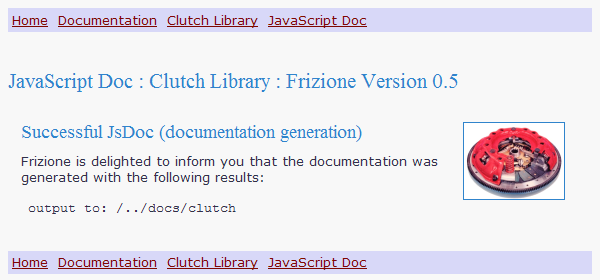 Home Documentation Clutch Library JavaScript Doc
JavaScript Doc : Clutch Library : Frizione Version 0.5
Successful JsDoc (documentation generation)
Frizione is delighted to inform you that the documentation was
generated with the following results:
output to: /../docs/clutch
Home Documentation Clutch Library JavaScript Doc